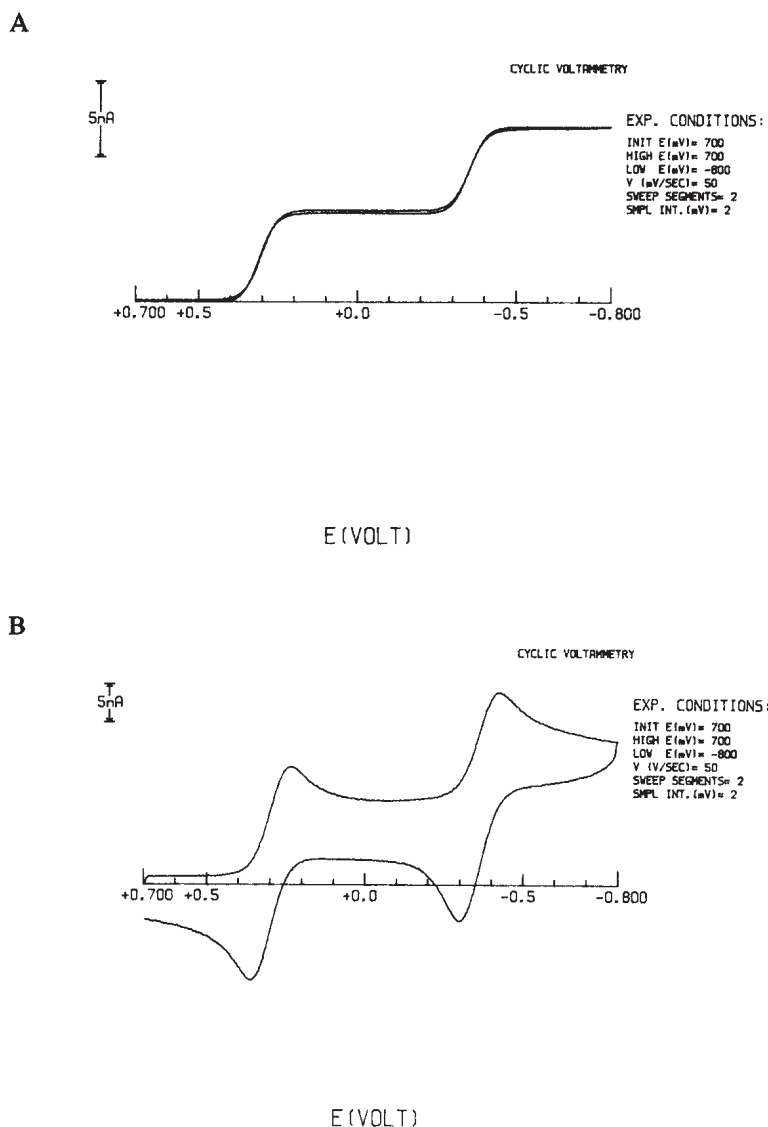 A
CYCLIC VOLTAMMETRY
5nA
EXP. CONDITIONS:
INIT E(mV)= 700
HIGH E(mV)= 700
LOW E(mV)= -800
V (mV/SEC)= 50
SWEEP SEGMENTS= 2
SMPL INT.(mV)= 2
+0.700 +0.5 +0.0 -0.5 -0.800
E(VOLT)
B
CYCLIC VOLTAMMETRY
5nA
EXP. CONDITIONS:
INIT E(mV)= 700
HIGH E(mV)= 700
LOW E(mV)= -800
V (V/SEC)= 50
SWEEP SEGMENTS= 2
SMPL INT.(mV)= 2
+0.700 +0.5 +0.0 -0.5 -0.800
E(VOLT)